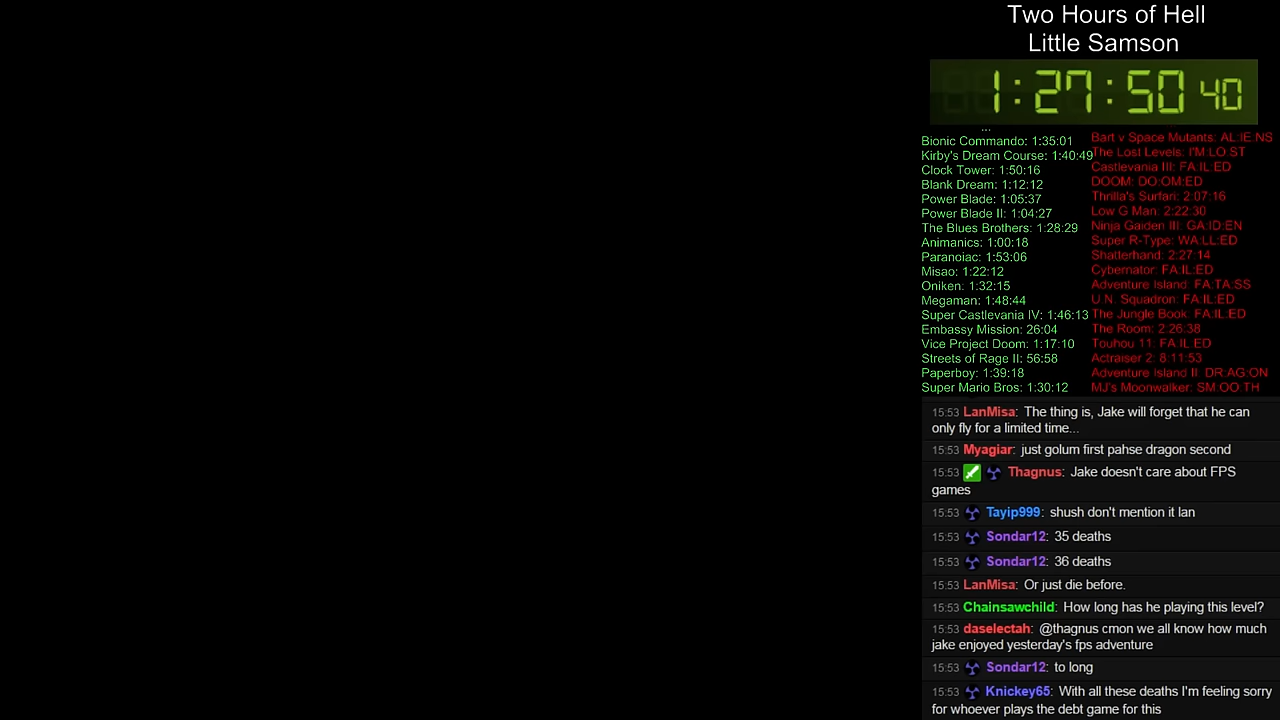 Two Hours of Hell
Little Samson
1:27:50 40
...
Bionic Commando: 1:35:01
Kirby's Dream Course: 1:40:49
Clock Tower: 1:50:16
Blank Dream: 1:12:12
Power Blade: 1:05:37
Power Blade II: 1:04:27
The Blues Brothers: 1:28:29
Animanics: 1:00:18
Paranoiac: 1:53:06
Misao: 1:22:12
Oniken: 1:32:15
Megaman: 1:48:44
Super Castlevania IV: 1:46:13
Embassy Mission: 26:04
Vice Project Doom: 1:17:10
Streets of Rage II: 56:58
Paperboy: 1:39:18
Super Mario Bros: 1:30:12
Bart v Space Mutants: AL:IE:NS
The Lost Levels: I'M:LO:ST
Castlevania III: FA:IL:ED
DOOM: DO:OM:ED
Thrilla's Surfari: 2:07:16
Low G Man: 2:22:30
Ninja Gaiden III: GA:ID:EN
Super R-Type: WA:LL:ED
Shatterhand: 2:27:14
Cybernator: FA:IL:ED
Adventure Island: FA:TA:SS
U.N. Squadron: FA:IL:ED
The Jungle Book: FA:IL:ED
The Room: 2:26:38
Touhou 11: FA:IL:ED
Actraiser 2: 8:11:53
Adventure Island II: DR:AG:ON
MJ's Moonwalker: SM:OO:TH
15:53 LanMisa: The thing is, Jake will forget that he can
only fly for a limited time...
15:53 Myagiar: just golum first pahse dragon second
15:53 Thagnus: Jake doesn't care about FPS
games
15:53 Tayip999: shush don't mention it lan
15:53 Sondar12: 35 deaths
15:53 Sondar12: 36 deaths
15:53 LanMisa: Or just die before.
15:53 Chainsawchild: How long has he playing this level?
15:53 daselectah: @thagnus cmon we all know how much
jake enjoyed yesterday's fps adventure
15:53 Sondar12: to long
15:53 Knickey65: With all these deaths I'm feeling sorry
for whoever plays the debt game for this